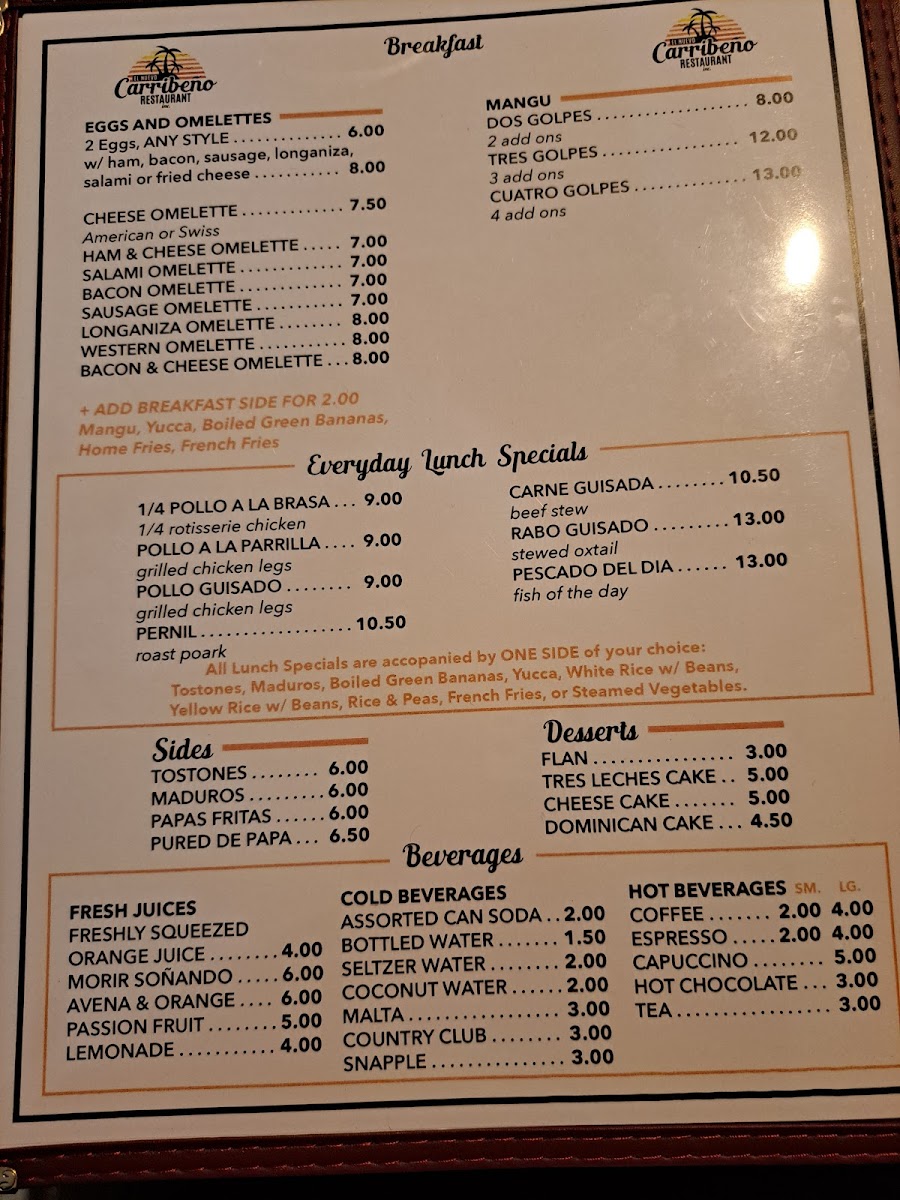 Breakfast
EL NUEVO
Carribeno
RESTAURANT
INC.
EL NUEVO
Carribeno
RESTAURANT
INC.
EGGS AND OMELETTES
2 Eggs, ANY STYLE .............. 6.00
w/ ham, bacon, sausage, longaniza,
salami or fried cheese ........... 8.00
CHEESE OMELETTE ............. 7.50
American or Swiss
HAM & CHEESE OMELETTE ..... 7.00
SALAMI OMELETTE ............. 7.00
BACON OMELETTE ............. 7.00
SAUSAGE OMELETTE ........... 7.00
LONGANIZA OMELETTE ........ 8.00
WESTERN OMELETTE ........... 8.00
BACON & CHEESE OMELETTE ... 8.00
+ ADD BREAKFAST SIDE FOR 2.00
Mangu, Yucca, Boiled Green Bananas,
Home Fries, French Fries
MANGU
DOS GOLPES .................... 8.00
2 add ons
TRES GOLPES .................. 12.00
3 add ons
CUATRO GOLPES .............. 13.00
4 add ons
Everyday Lunch Specials
1/4 POLLO A LA BRASA ... 9.00
1/4 rotisserie chicken
POLLO A LA PARRILLA .... 9.00
grilled chicken legs
POLLO GUISADO ........ 9.00
grilled chicken legs
PERNIL .................. 10.50
roast poark
CARNE GUISADA ........ 10.50
beef stew
RABO GUISADO ......... 13.00
stewed oxtail
PESCADO DEL DIA ...... 13.00
fish of the day
All Lunch Specials are accopanied by ONE SIDE of your choice:
Tostones, Maduros, Boiled Green Bananas, Yucca, White Rice w/ Beans,
Yellow Rice w/ Beans, Rice & Peas, French Fries, or Steamed Vegetables.
Sides
TOSTONES ........ 6.00
MADUROS ......... 6.00
PAPAS FRITAS ...... 6.00
PURED DE PAPA ... 6.50
Desserts
FLAN ................ 3.00
TRES LECHES CAKE .. 5.00
CHEESE CAKE ....... 5.00
DOMINICAN CAKE ... 4.50
Beverages
FRESH JUICES
FRESHLY SQUEEZED
ORANGE JUICE ........ 4.00
MORIR SOÑANDO ..... 6.00
AVENA & ORANGE .... 6.00
PASSION FRUIT ........ 5.00
LEMONADE ........... 4.00
COLD BEVERAGES
ASSORTED CAN SODA .. 2.00
BOTTLED WATER ....... 1.50
SELTZER WATER ........ 2.00
COCONUT WATER ...... 2.00
MALTA ................ 3.00
COUNTRY CLUB ........ 3.00
SNAPPLE ............... 3.00
HOT BEVERAGES SM. LG.
COFFEE ....... 2.00 4.00
ESPRESSO ..... 2.00 4.00
CAPUCCINO ........ 5.00
HOT CHOCOLATE ... 3.00
TEA ................. 3.00